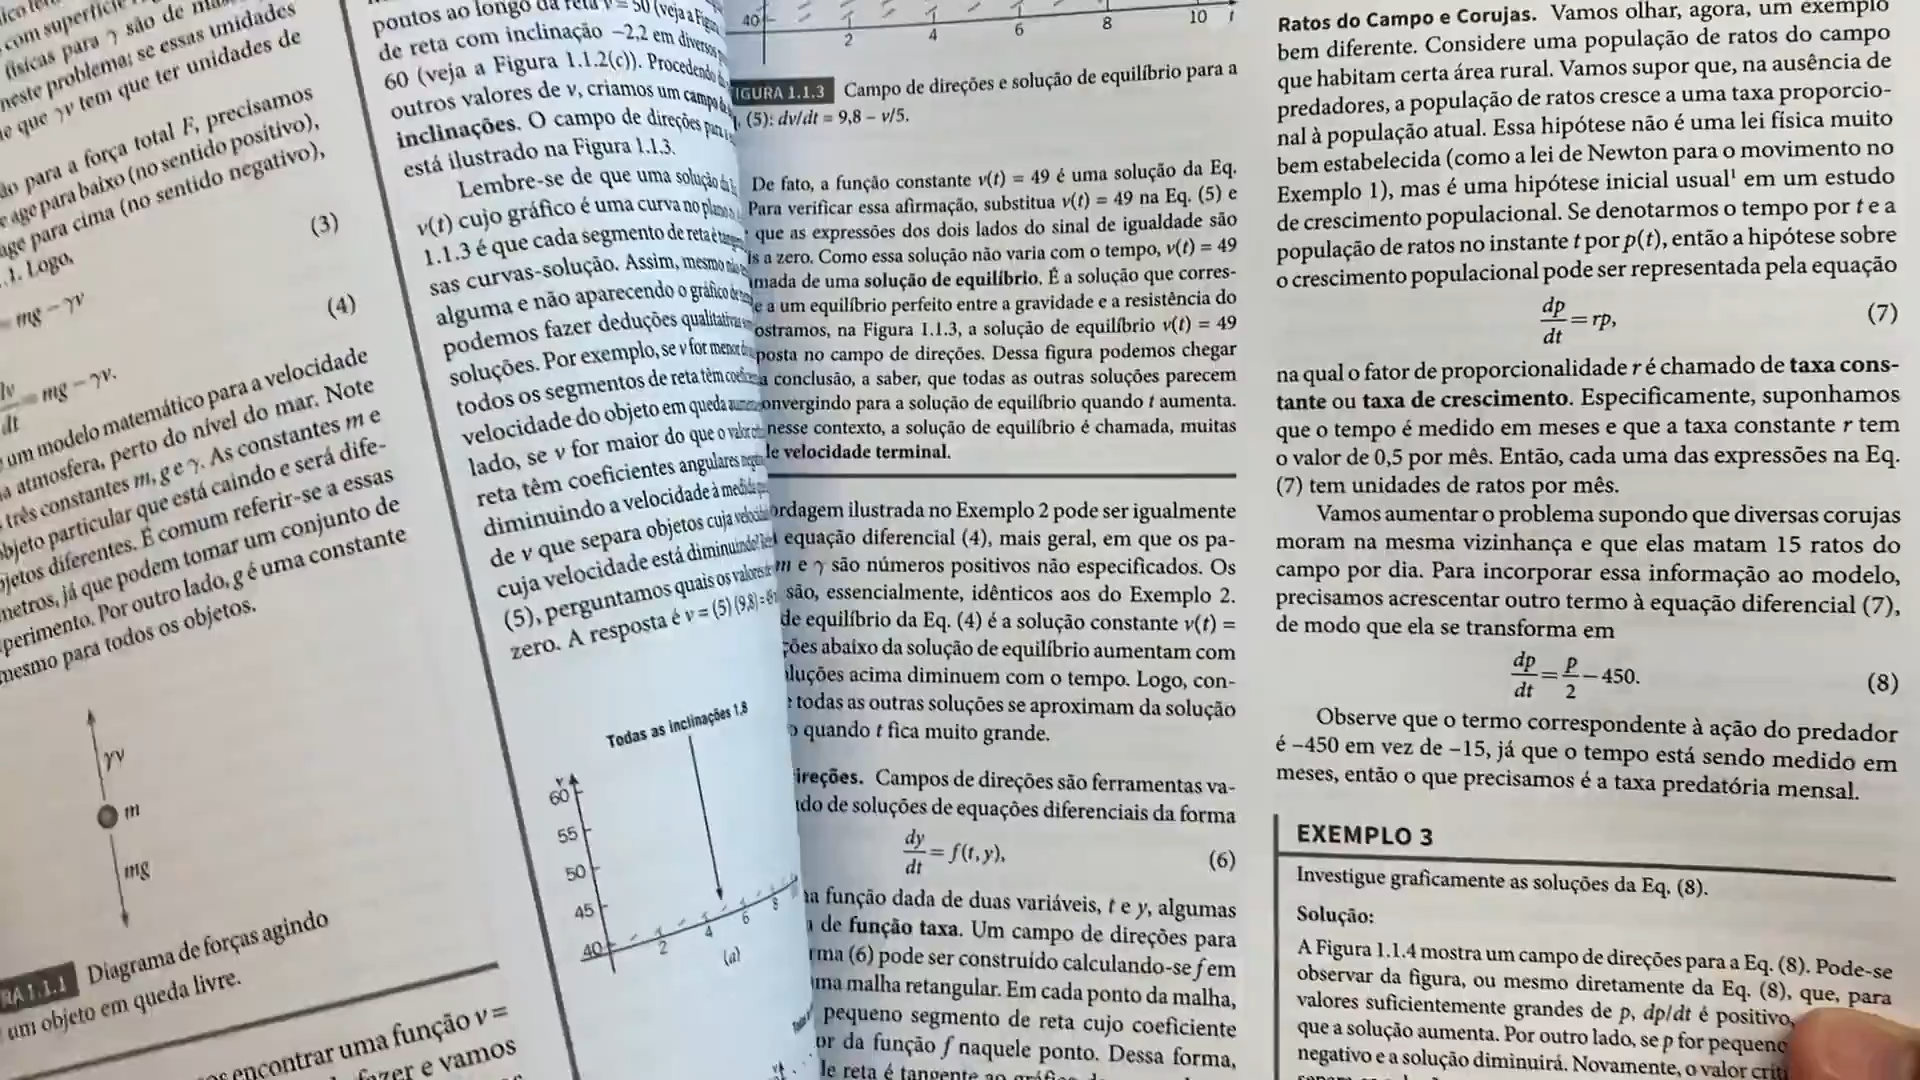 com superfície
físicas para γ são de
neste problema; se essas unidades
que γv tem que ter unidades de
para a força total F, precisamos
age para baixo (no sentido positivo),
age para cima (no sentido negativo),
(3)
Logo,
= mg − γv
(4)
dt = mg − γv.
um modelo matemático para a velocidade
atmosfera, perto do nível do mar. Note
três constantes m, g e γ. As constantes m e
objeto particular que está caindo e será dife-
objetos diferentes. É comum referir-se a essas
já que podem tomar um conjunto de
Por outro lado, g é uma constante
mesmo para todos os objetos.
γv
m
mg
1.1.1 Diagrama de forças agindo
um objeto em queda livre.
encontrar uma função v =
e vamos
pontos ao longo da reta v = 50 (veja a
de reta com inclinação −2,2 em diversos
60 (veja a Figura 1.1.2(c)). Procedendo
outros valores de v, criamos um campo
inclinações. O campo de direções para
está ilustrado na Figura 1.1.3.
Lembre-se de que uma solução
v(t) cujo gráfico é uma curva no plano
1.1.3 é que cada segmento de reta é
sas curvas-solução. Assim, mesmo
alguma e não aparecendo o gráfico de
podemos fazer deduções qualitativas
soluções. Por exemplo, se v for menor do
todos os segmentos de reta têm
velocidade do objeto em queda
lado, se v for maior do que o valor
reta têm coeficientes angulares
diminuindo a velocidade à medida
de v que separa objetos cuja
cuja velocidade está diminuindo?
(5), perguntamos quais os valores
zero. A resposta é v = (5)(9,8) =
Todas as inclinações 1,8
v
60
55
50
45
40
2 4 6 8
(a)
40
2 4 6 8 10 t
FIGURA 1.1.3 Campo de direções e solução de equilíbrio para a
(5): dv/dt = 9,8 − v/5.
De fato, a função constante v(t) = 49 é uma solução da Eq.
Para verificar essa afirmação, substitua v(t) = 49 na Eq. (5) e
que as expressões dos dois lados do sinal de igualdade são
a zero. Como essa solução não varia com o tempo, v(t) = 49
de uma solução de equilíbrio. É a solução que corres-
e a um equilíbrio perfeito entre a gravidade e a resistência do
na Figura 1.1.3, a solução de equilíbrio v(t) = 49
no campo de direções. Dessa figura podemos chegar
a conclusão, a saber, que todas as outras soluções parecem
para a solução de equilíbrio quando t aumenta.
nesse contexto, a solução de equilíbrio é chamada, muitas
velocidade terminal.
ilustrada no Exemplo 2 pode ser igualmente
equação diferencial (4), mais geral, em que os pa-
m e γ são números positivos não especificados. Os
são, essencialmente, idênticos aos do Exemplo 2.
de equilíbrio da Eq. (4) é a solução constante v(t) =
abaixo da solução de equilíbrio aumentam com
acima diminuem com o tempo. Logo, con-
todas as outras soluções se aproximam da solução
quando t fica muito grande.
Campos de direções são ferramentas va-
de soluções de equações diferenciais da forma
dy/dt = f(t, y), (6)
função dada de duas variáveis, t e y, algumas
de função taxa. Um campo de direções para
(6) pode ser construído calculando-se f em
malha retangular. Em cada ponto da malha,
pequeno segmento de reta cujo coeficiente
da função f naquele ponto. Dessa forma,
de reta é tangente ao
Ratos do Campo e Corujas. Vamos olhar, agora, um exemplo
bem diferente. Considere uma população de ratos do campo
que habitam certa área rural. Vamos supor que, na ausência de
predadores, a população de ratos cresce a uma taxa proporcio-
nal à população atual. Essa hipótese não é uma lei física muito
bem estabelecida (como a lei de Newton para o movimento no
Exemplo 1), mas é uma hipótese inicial usual¹ em um estudo
de crescimento populacional. Se denotarmos o tempo por t e a
população de ratos no instante t por p(t), então a hipótese sobre
o crescimento populacional pode ser representada pela equação
dp/dt = rp, (7)
na qual o fator de proporcionalidade r é chamado de taxa cons-
tante ou taxa de crescimento. Especificamente, suponhamos
que o tempo é medido em meses e que a taxa constante r tem
o valor de 0,5 por mês. Então, cada uma das expressões na Eq.
(7) tem unidades de ratos por mês.
Vamos aumentar o problema supondo que diversas corujas
moram na mesma vizinhança e que elas matam 15 ratos do
campo por dia. Para incorporar essa informação ao modelo,
precisamos acrescentar outro termo à equação diferencial (7),
de modo que ela se transforma em
dp/dt = p/2 − 450. (8)
Observe que o termo correspondente à ação do predador
é −450 em vez de −15, já que o tempo está sendo medido em
meses, então o que precisamos é a taxa predatória mensal.
EXEMPLO 3
Investigue graficamente as soluções da Eq. (8).
Solução:
A Figura 1.1.4 mostra um campo de direções para a Eq. (8). Pode-se
observar da figura, ou mesmo diretamente da Eq. (8), que, para
valores suficientemente grandes de p, dp/dt é positivo,
que a solução aumenta. Por outro lado, se p for pequeno
negativo e a solução diminuirá. Novamente, o valor